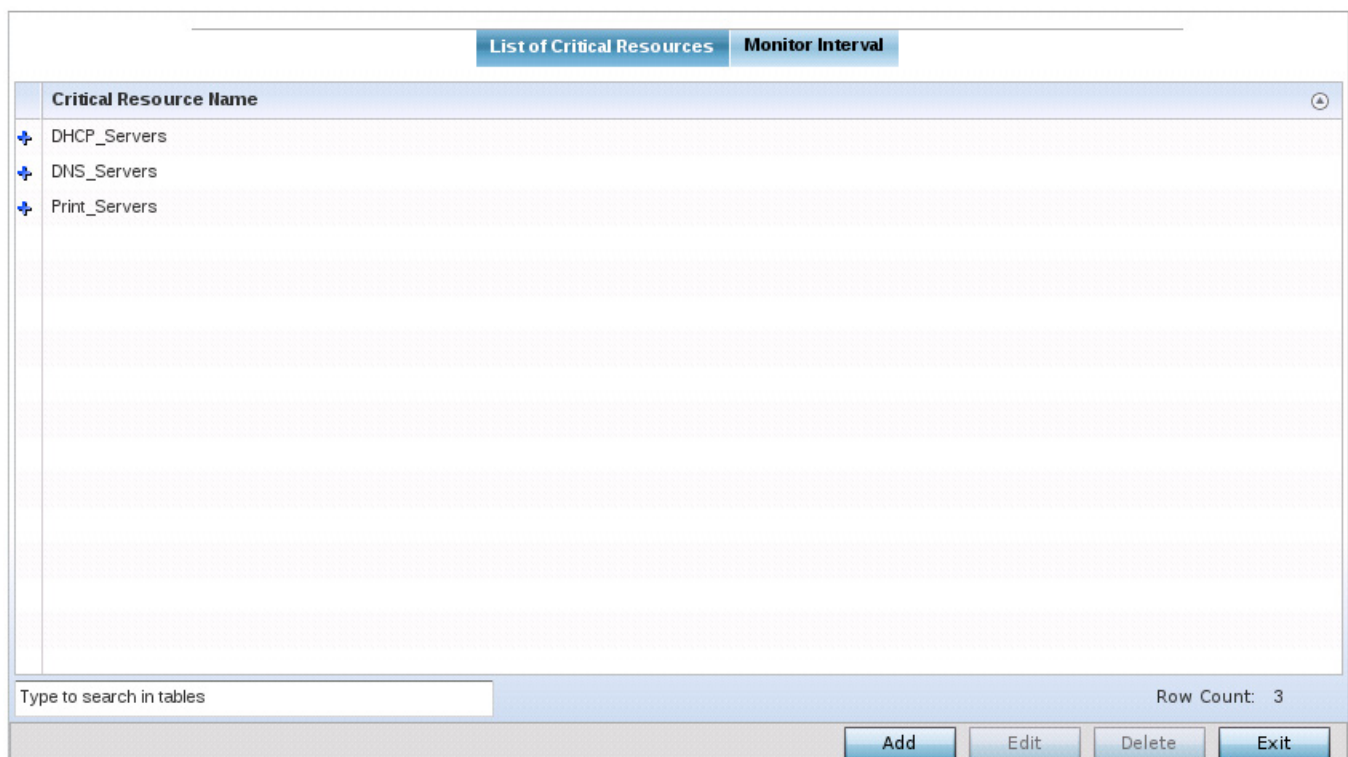 List of Critical Resources Monitor Interval
Critical Resource Name
DHCP_Servers
DNS_Servers
Print_Servers
Type to search in tables Row Count: 3
Add Edit Delete Exit